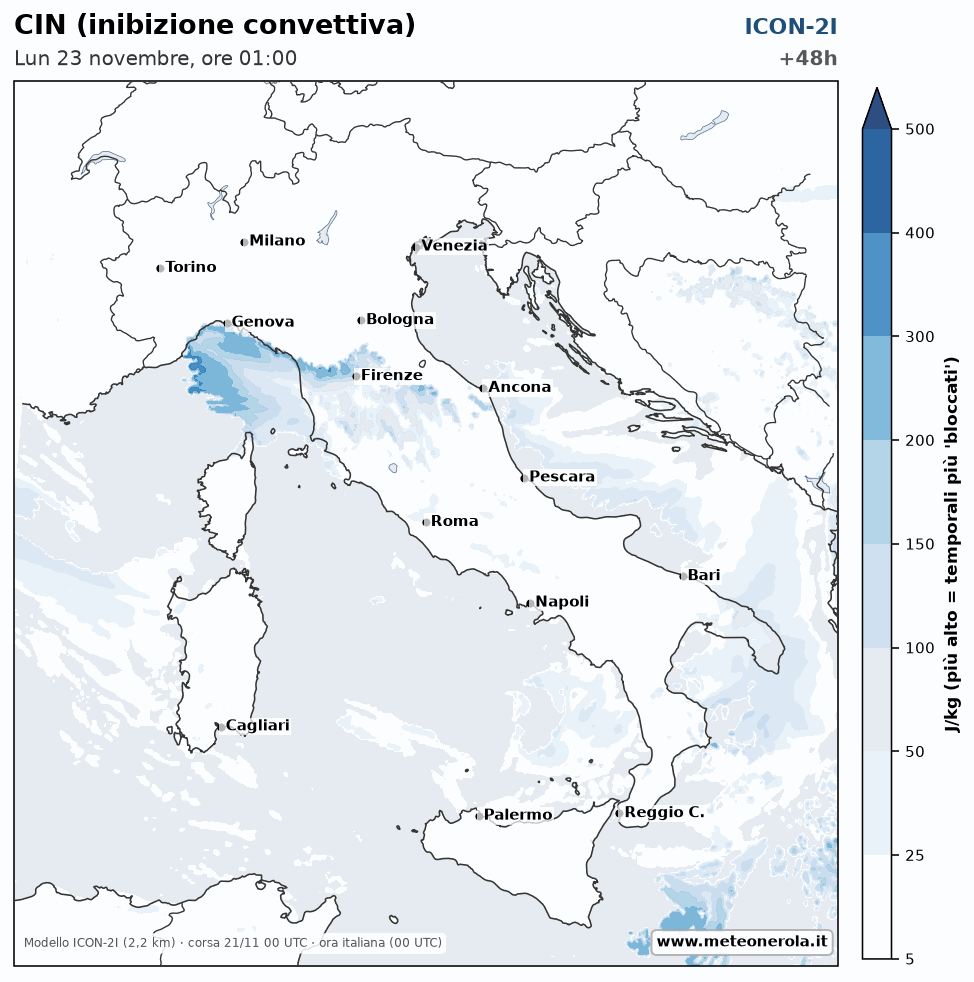 CIN (inibizione convettiva)
ICON-2I
Lun 23 novembre, ore 01:00
+48h
500
400
300
200
150
100
50
25
5
J/kg (più alto = temporali più 'bloccati')
Milano
Venezia
Torino
Genova
Bologna
Firenze
Ancona
Pescara
Roma
Bari
Napoli
Cagliari
Palermo
Reggio C.
Modello ICON-2I (2,2 km) · corsa 21/11 00 UTC · ora italiana (00 UTC)
www.meteonerola.it